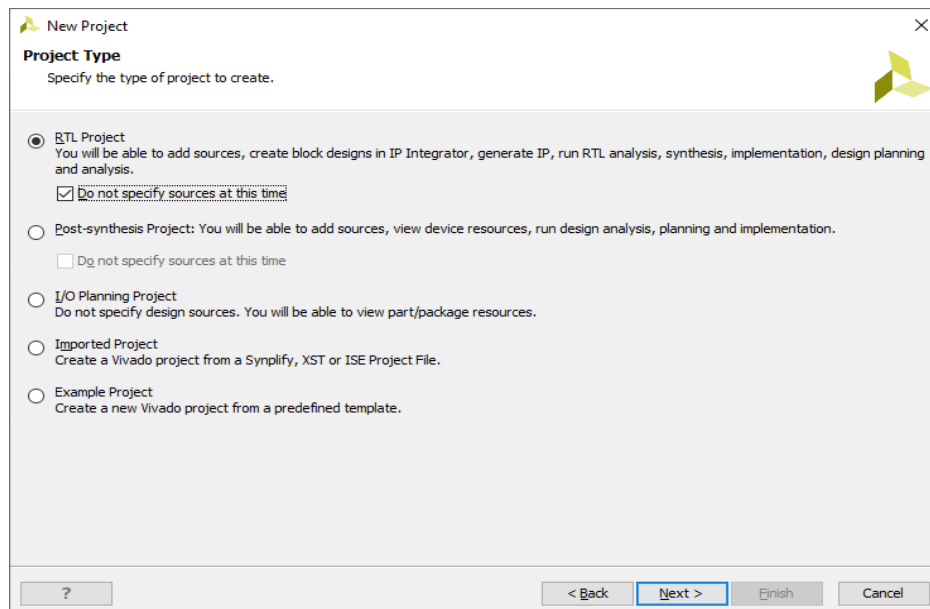 New Project
Project Type
Specify the type of project to create.
RTL Project
You will be able to add sources, create block designs in IP Integrator, generate IP, run RTL analysis, synthesis, implementation, design planning
and analysis.
Do not specify sources at this time
Post-synthesis Project: You will be able to add sources, view device resources, run design analysis, planning and implementation.
Do not specify sources at this time
I/O Planning Project
Do not specify design sources. You will be able to view part/package resources.
Imported Project
Create a Vivado project from a Synplify, XST or ISE Project File.
Example Project
Create a new Vivado project from a predefined template.
? < Back Next > Finish Cancel